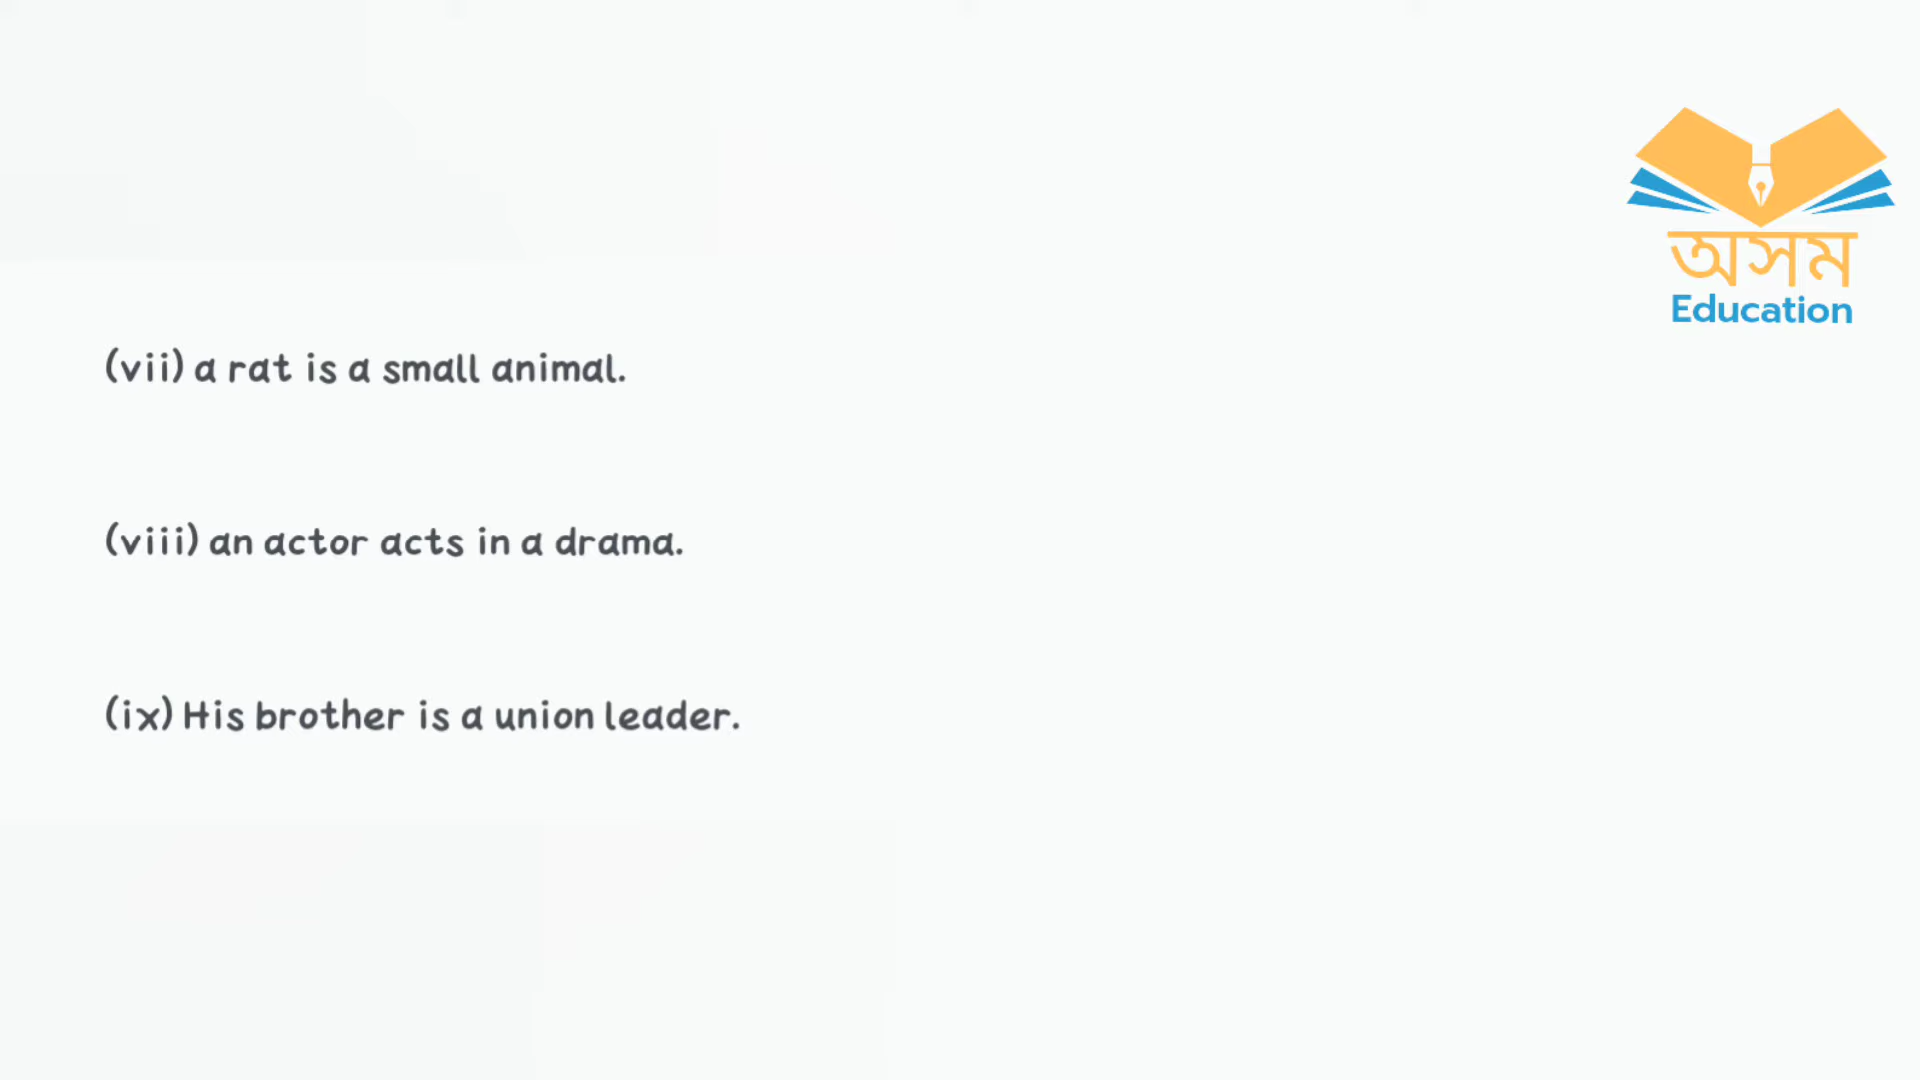 অসম
Education
(vii) a rat is a small animal.
(viii) an actor acts in a drama.
(ix) His brother is a union leader.